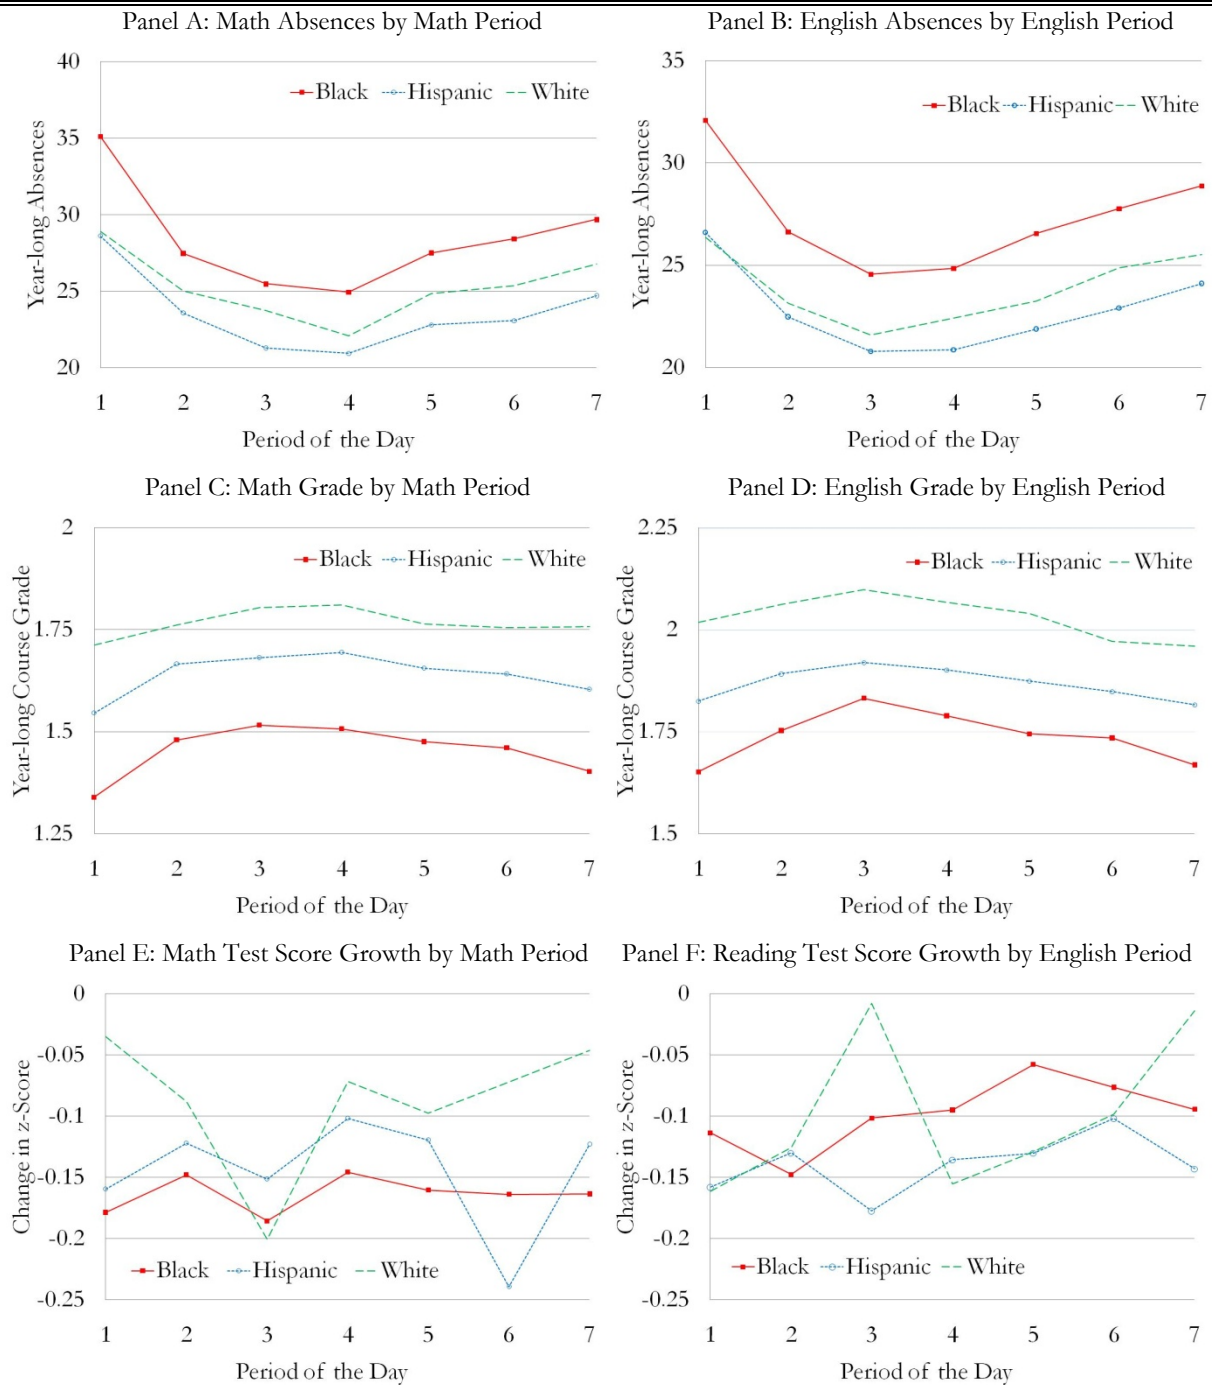 Panel A: Math Absences by Math Period
40
35
30
25
20
Year-long Absences
Black Hispanic White
1 2 3 4 5 6 7
Period of the Day
Panel B: English Absences by English Period
35
30
25
20
Year-long Absences
Black Hispanic White
1 2 3 4 5 6 7
Period of the Day
Panel C: Math Grade by Math Period
2
1.75
1.5
1.25
Year-long Course Grade
Black Hispanic White
1 2 3 4 5 6 7
Period of the Day
Panel D: English Grade by English Period
2.25
2
1.75
1.5
Year-long Course Grade
Black Hispanic White
1 2 3 4 5 6 7
Period of the Day
Panel E: Math Test Score Growth by Math Period
0
-0.05
-0.1
-0.15
-0.2
-0.25
Change in z-Score
Black Hispanic White
1 2 3 4 5 6 7
Period of the Day
Panel F: Reading Test Score Growth by English Period
0
-0.05
-0.1
-0.15
-0.2
-0.25
Change in z-Score
Black Hispanic White
1 2 3 4 5 6 7
Period of the Day